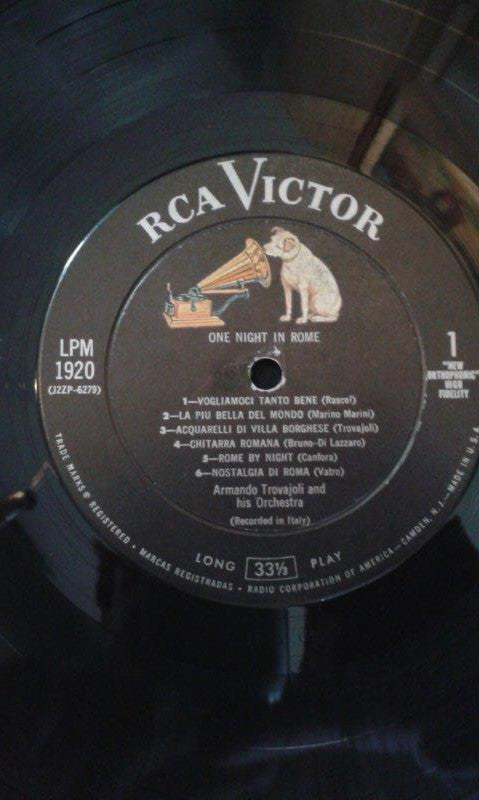 RCA VICTOR
ONE NIGHT IN ROME
LPM
1920
(J2ZP-6279)
1
"NEW
ORTHOPHONIC"
HIGH
FIDELITY
1—VOGLIAMOCI TANTO BENE (Rascel)
2—LA PIU BELLA DEL MONDO (Marino Marini)
3—ACQUARELLI DI VILLA BORGHESE (Trovajoli)
4—CHITARRA ROMANA (Bruno-Di Lazzaro)
5—ROME BY NIGHT (Canfora)
6—NOSTALGIA DI ROMA (Vatro)
Armando Trovajoli and
his Orchestra
(Recorded in Italy)
LONG 33⅓ PLAY
TRADE MARKS ® REGISTERED • MARCAS REGISTRADAS • RADIO CORPORATION OF AMERICA—CAMDEN, N. J.—MADE IN U.S.A.